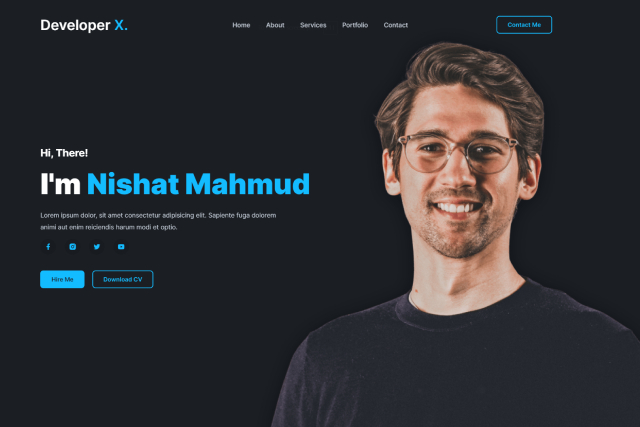 Developer X.
Home About Services Portfolio Contact
Contact Me
Hi, There!
I'm Nishat Mahmud
Lorem ipsum dolor, sit amet consectetur adipisicing elit. Sapiente fuga dolorem
animi aut enim reiciendis harum modi et optio.
Hire Me
Download CV